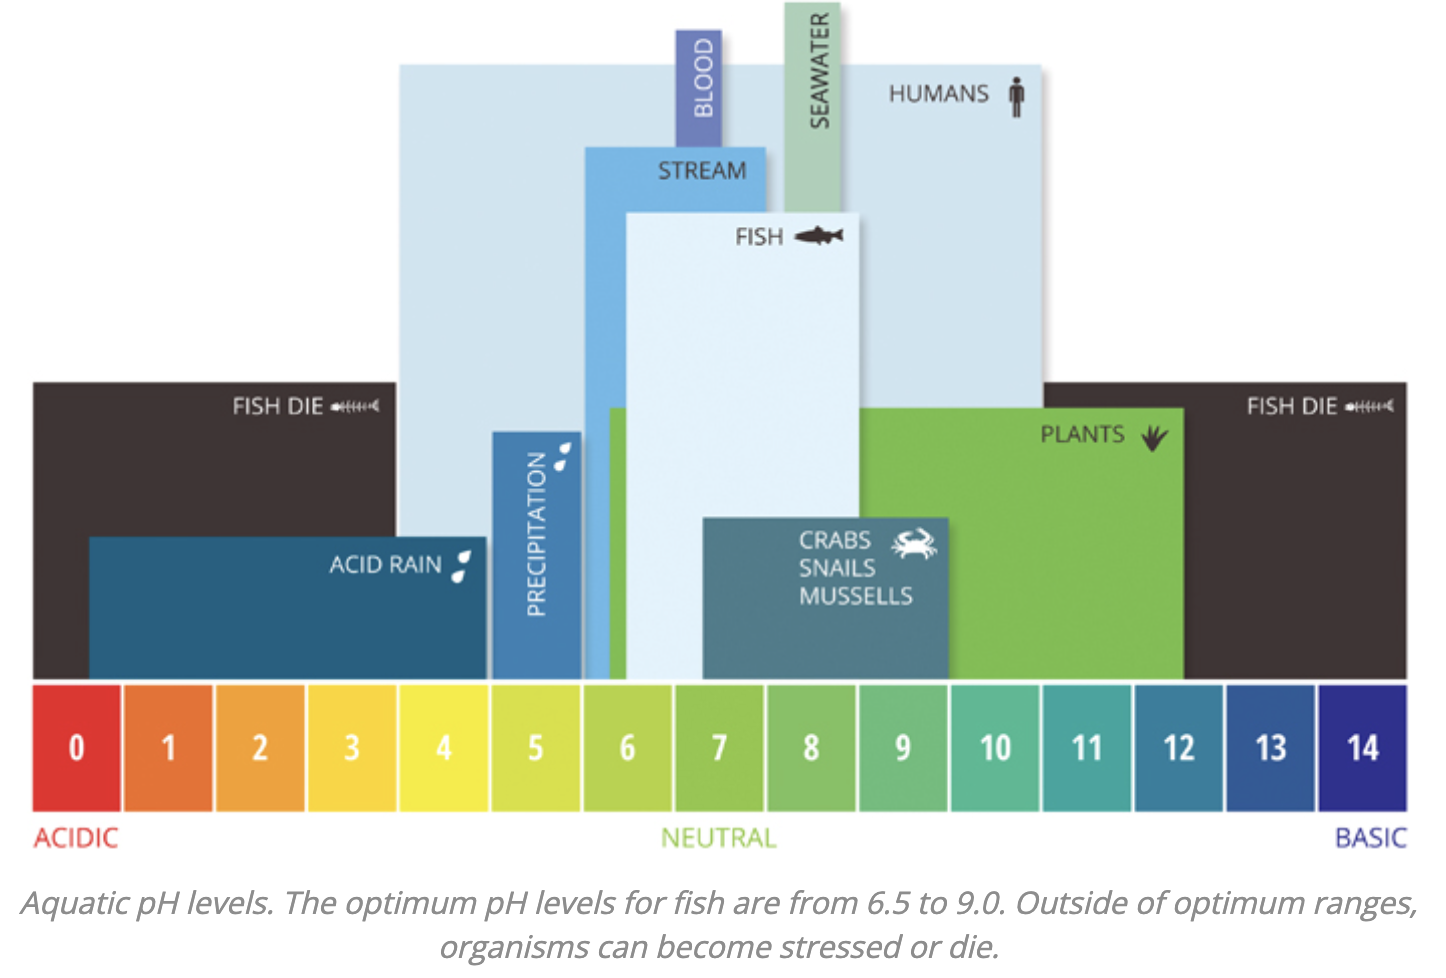 BLOOD
SEAWATER
HUMANS
STREAM
FISH
FISH DIE
FISH DIE
PLANTS
PRECIPITATION
ACID RAIN
CRABS
SNAILS
MUSSELLS
0 1 2 3 4 5 6 7 8 9 10 11 12 13 14
ACIDIC NEUTRAL BASIC
Aquatic pH levels. The optimum pH levels for fish are from 6.5 to 9.0. Outside of optimum ranges,
organisms can become stressed or die.